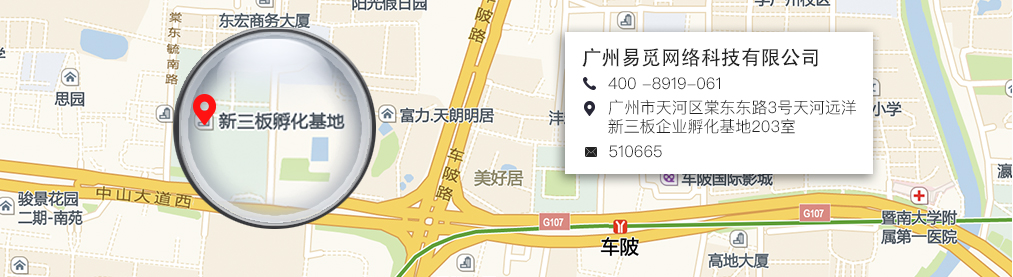 东宏商务大厦
阳光假日园
棠东毓南路
思园
新三板孵化基地
富力.天朗明居
车陂
车陂路
中山大道西
骏景花园
二期-南苑
美好居
广州易觅网络科技有限公司
400 -8919-061
广州市天河区棠东东路3号天河远洋
新三板企业孵化基地203室
510665
小学
车陂国际影城
G107
G107
车陂
高地大厦
暨南大学附
属第一医院